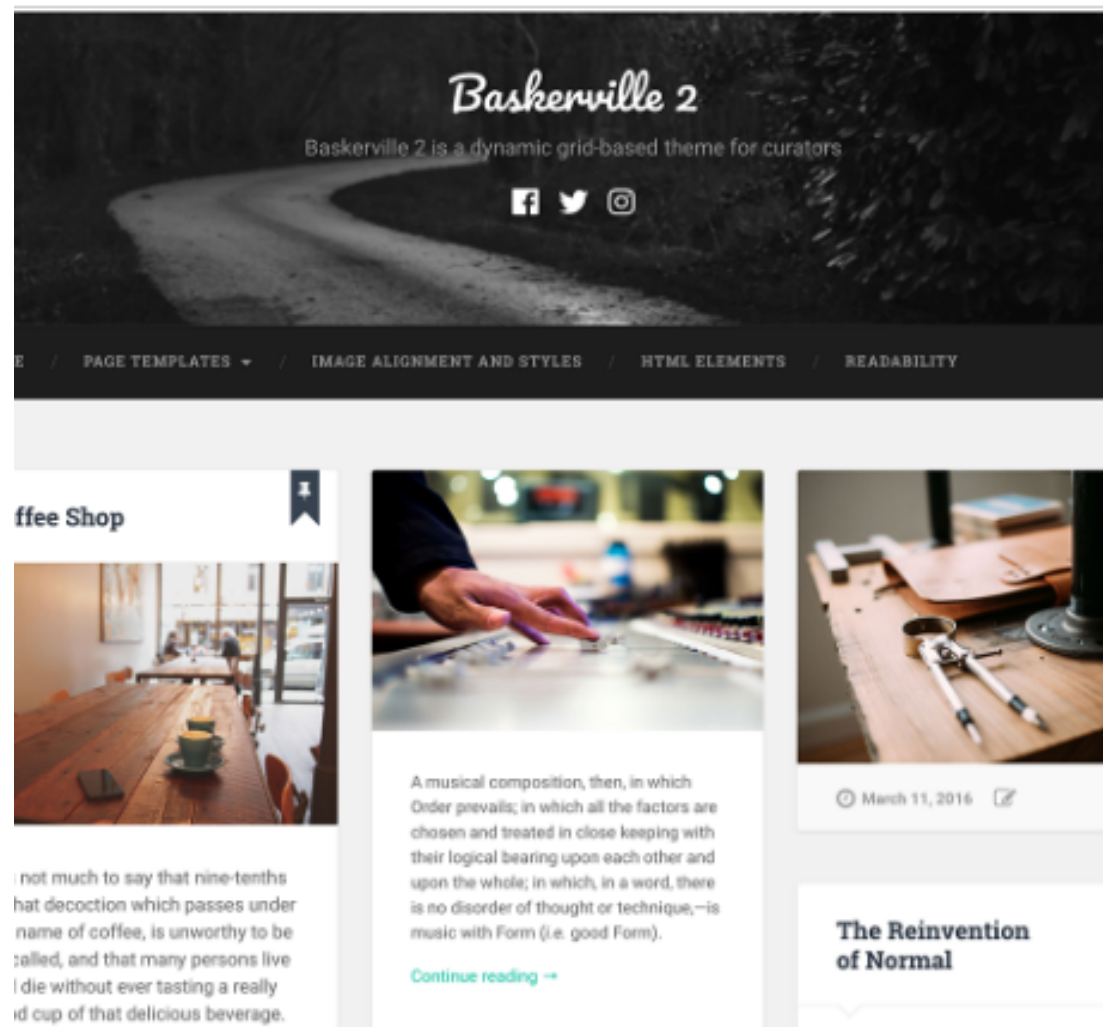 Baskerville 2
Baskerville 2 is a dynamic grid-based theme for curators
E / PAGE TEMPLATES / IMAGE ALIGNMENT AND STYLES / HTML ELEMENTS / READABILITY
ffee Shop
not much to say that nine-tenths
hat decoction which passes under
name of coffee, is unworthy to be
called, and that many persons live
die without ever tasting a really
d cup of that delicious beverage.
A musical composition, then, in which
Order prevails; in which all the factors are
chosen and treated in close keeping with
their logical bearing upon each other and
upon the whole; in which, in a word, there
is no disorder of thought or technique,—is
music with Form (i.e. good Form).
Continue reading →
March 11, 2016
The Reinvention
of Normal